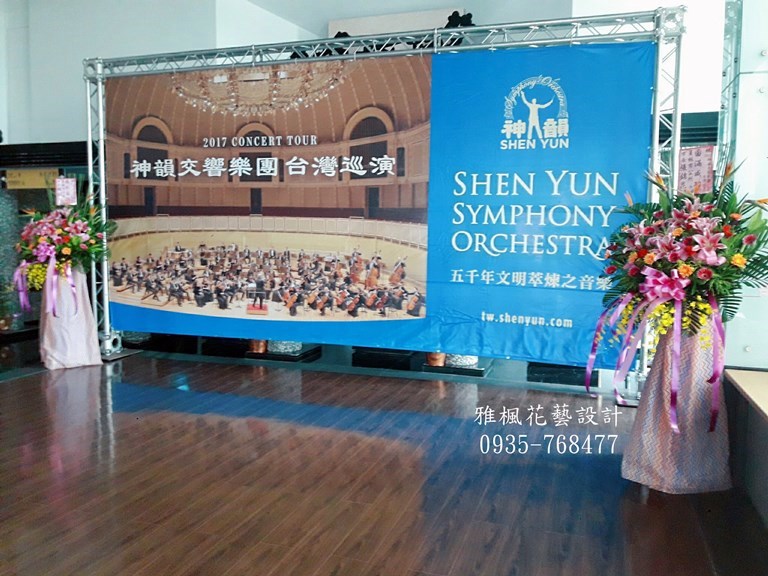 2017 CONCERT TOUR
神韻交響樂團 台灣巡演
Symphony Orchestra
神韻
SHEN YUN
SHEN YUN
SYMPHONY
ORCHESTRA
五千年文明萃煉之音樂
tw.shenyun.com
雅楓花藝設計
0935-768477